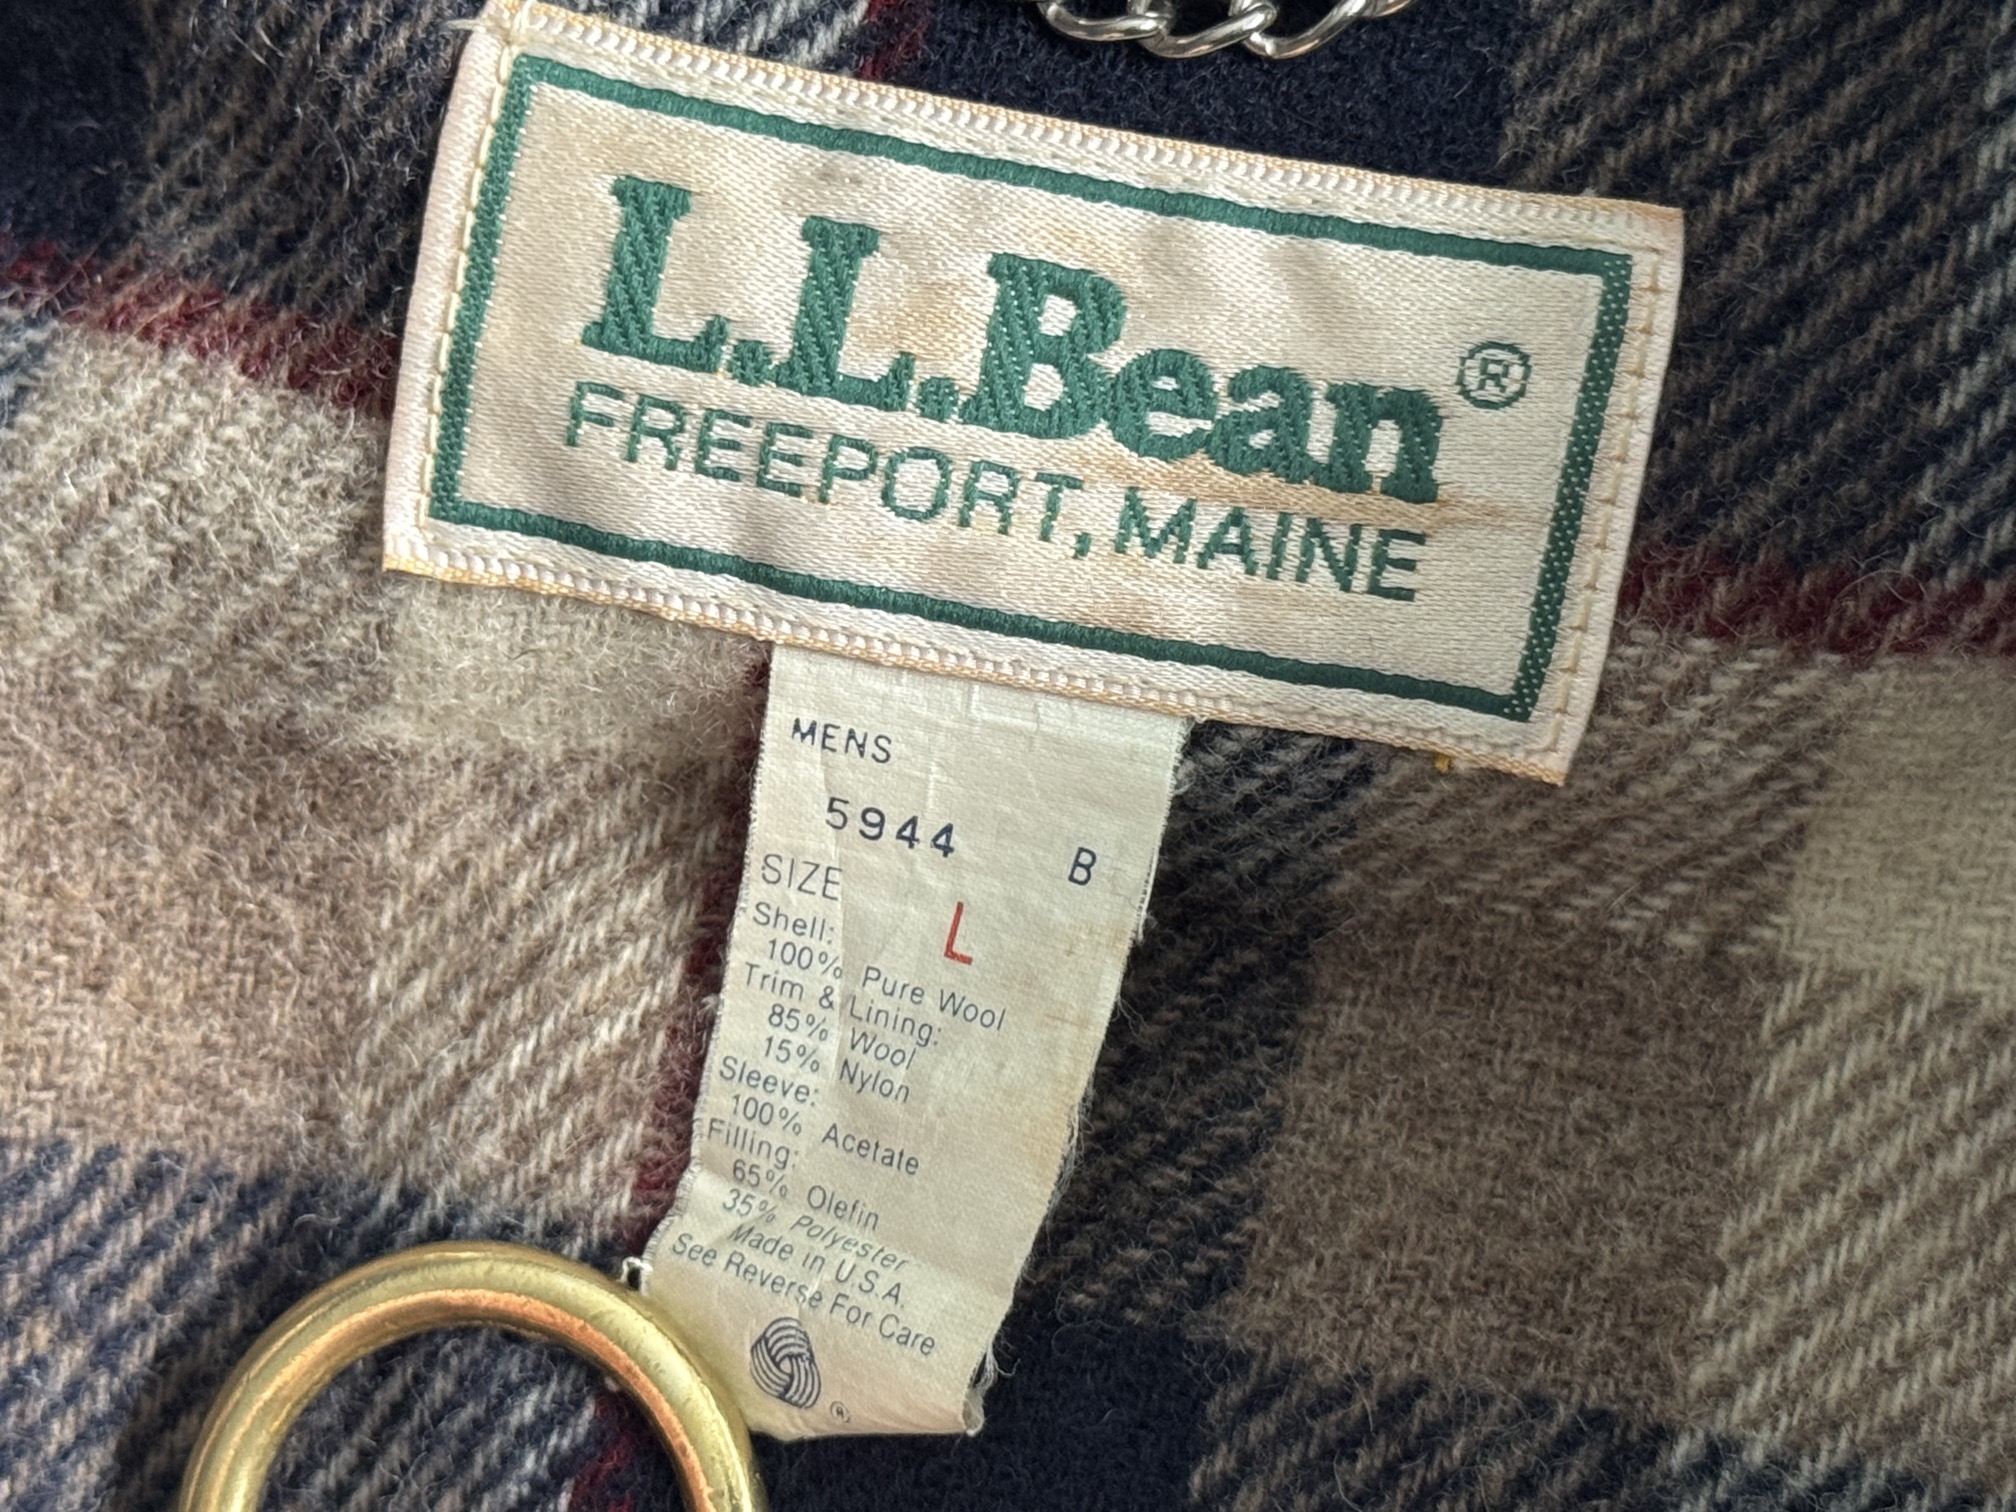 L.L.Bean®
FREEPORT, MAINE
MENS
5944 B
SIZE L
Shell:
100% Pure Wool
Trim & Lining:
85% Wool
15% Nylon
Sleeve:
100% Acetate
Filling:
65% Olefin
35% Polyester
Made in U.S.A.
See Reverse For Care
®